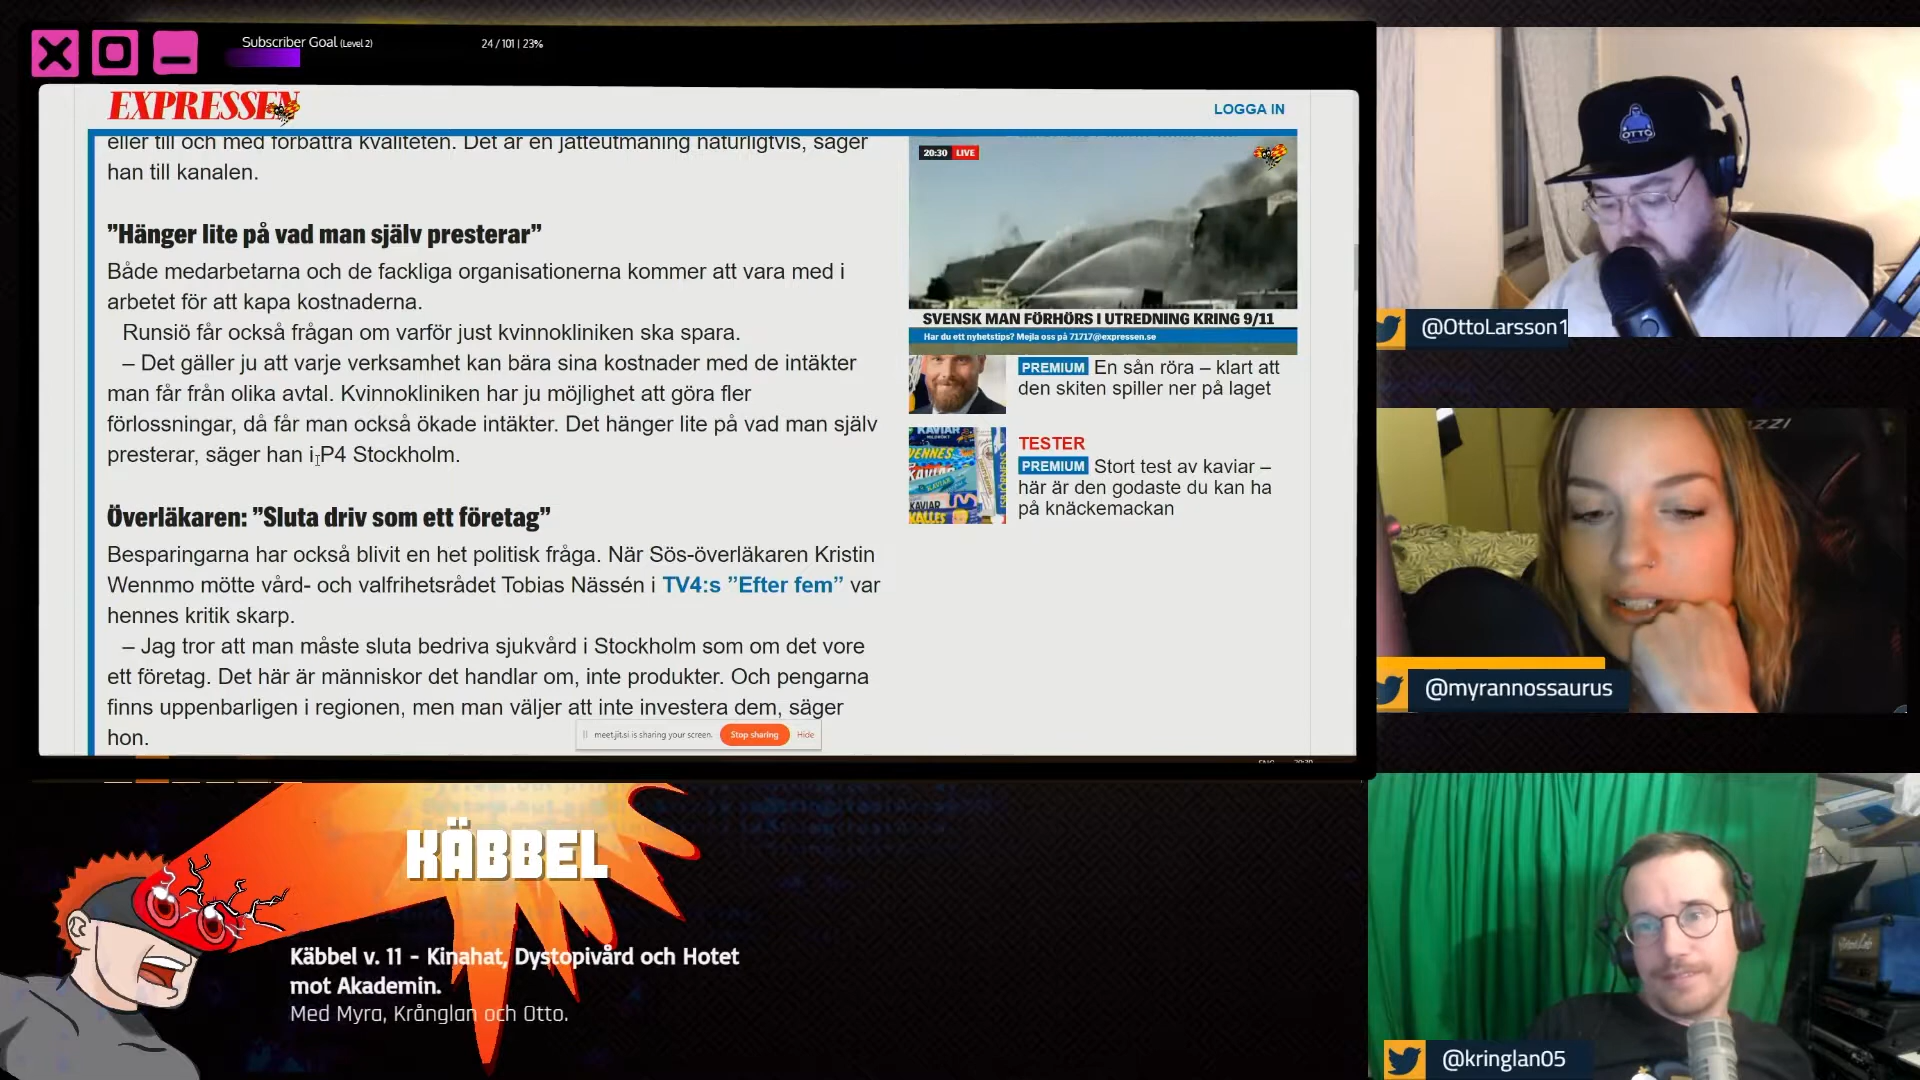 Subscriber Goal (Level 2)
24 / 101 | 23%
EXPRESSEN
LOGGA IN
eller till och med förbättra kvaliteten. Det är en jätteutmaning naturligtvis, säger
han till kanalen.
”Hänger lite på vad man själv presterar”
Både medarbetarna och de fackliga organisationerna kommer att vara med i
arbetet för att kapa kostnaderna.
Runsiö får också frågan om varför just kvinnokliniken ska spara.
– Det gäller ju att varje verksamhet kan bära sina kostnader med de intäkter
man får från olika avtal. Kvinnokliniken har ju möjlighet att göra fler
förlossningar, då får man också ökade intäkter. Det hänger lite på vad man själv
presterar, säger han i P4 Stockholm.
Överläkaren: ”Sluta driv som ett företag”
Besparingarna har också blivit en het politisk fråga. När Sös-överläkaren Kristin
Wennmo mötte vård- och valfrihetsrådet Tobias Nässén i TV4:s ”Efter fem” var
hennes kritik skarp.
– Jag tror att man måste sluta bedriva sjukvård i Stockholm som om det vore
ett företag. Det här är människor det handlar om, inte produkter. Och pengarna
finns uppenbarligen i regionen, men man väljer att inte investera dem, säger
hon.
20:30 LIVE
SVENSK MAN FÖRHÖRS I UTREDNING KRING 9/11
Har du ett nyhetstips? Mejla oss på 71717@expressen.se
PREMIUM En sån röra – klart att
den skiten spiller ner på laget
KAVIAR
KALLES
TESTER
PREMIUM Stort test av kaviar –
här är den godaste du kan ha
på knäckemackan
meet.jit.si is sharing your screen.
Stop sharing
Hide
OTTO
@OttoLarsson1
@myrannossaurus
@kringlan05
KÄBBEL
Käbbel v. 11 - Kinahat, Dystopivård och Hotet
mot Akademin.
Med Myra, Krånglan och Otto.